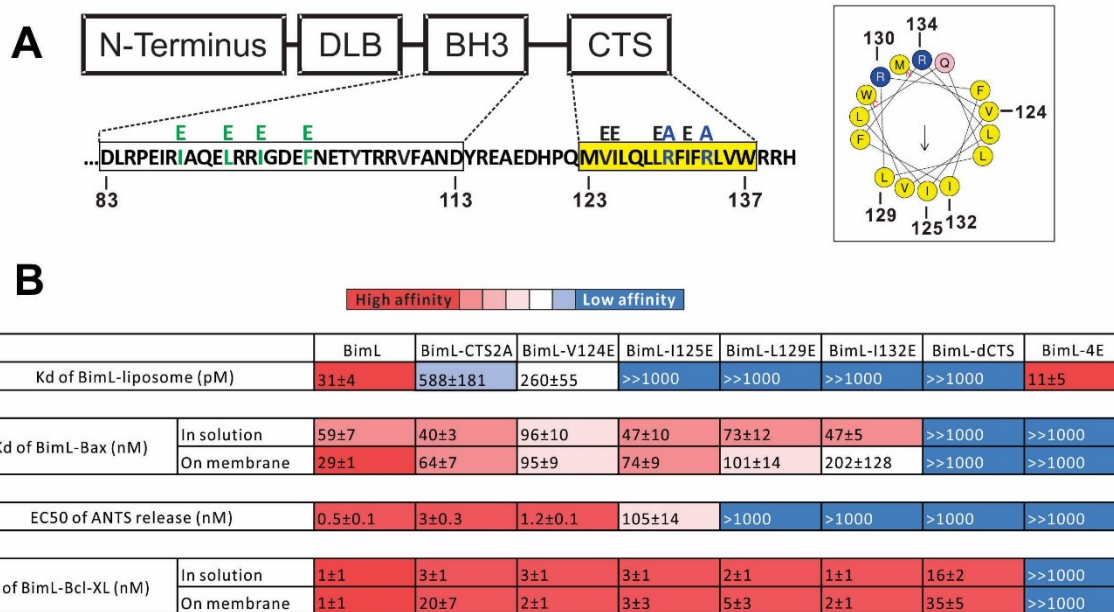 A
N-Terminus DLB BH3 CTS
E E E E EE EA E A
...DLRPEIRIAQELRRIGDEFNETYTRRVFANDYREAEDHPQMVILQLLRFIFRLVWRRH
83 113 123 137
134
130
M R Q
R F
W V 124
L L
F L
L V I I
129 125 132
B
High affinity Low affinity
BimL BimL-CTS2A BimL-V124E BimL-I125E BimL-L129E BimL-I132E BimL-dCTS BimL-4E
Kd of BimL-liposome (pM) 31±4 588±181 260±55 >>1000 >>1000 >>1000 >>1000 11±5
Kd of BimL-Bax (nM)
In solution 59±7 40±3 96±10 47±10 73±12 47±5 >>1000 >>1000
On membrane 29±1 64±7 95±9 74±9 101±14 202±128 >>1000 >>1000
EC50 of ANTS release (nM) 0.5±0.1 3±0.3 1.2±0.1 105±14 >1000 >1000 >1000 >>1000
of BimL-Bcl-XL (nM)
In solution 1±1 3±1 3±1 3±1 2±1 1±1 16±2 >>1000
On membrane 1±1 20±7 2±1 3±3 5±3 2±1 35±5 >>1000